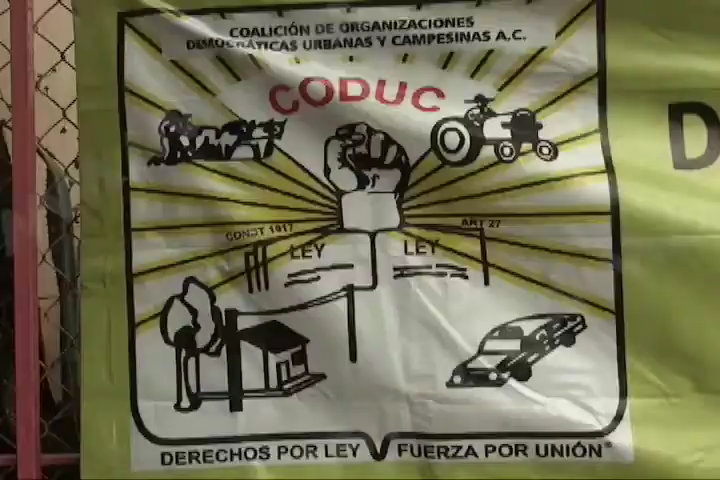 COALICIÓN DE ORGANIZACIONES
DEMOCRÁTICAS URBANAS Y CAMPESINAS A.C.
CODUC
D
CONST 1917
ART 27
LEY
LEY
DERECHOS POR LEY FUERZA POR UNIÓN